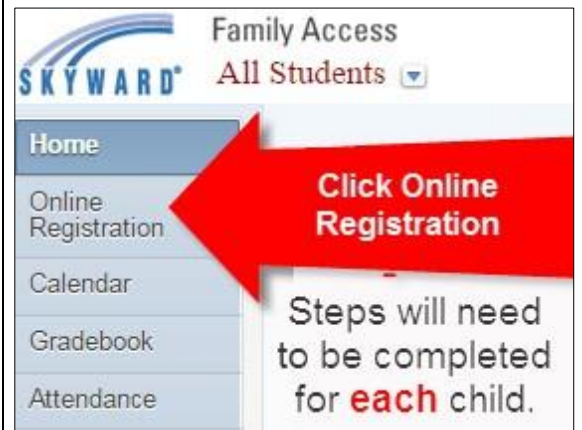 Family Access
SKYWARD®
All Students
Home
Online
Registration
Calendar
Gradebook
Attendance
Click Online
Registration
Steps will need
to be completed
for each child.